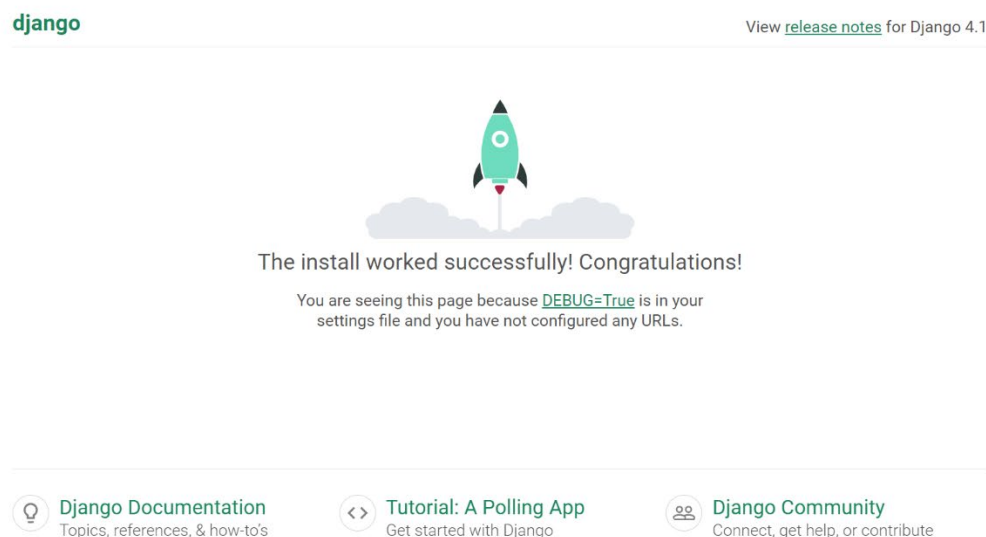 django
View release notes for Django 4.1
The install worked successfully! Congratulations!
You are seeing this page because DEBUG=True is in your
settings file and you have not configured any URLs.
Django Documentation
Topics, references, & how-to's
Tutorial: A Polling App
Get started with Django
Django Community
Connect, get help, or contribute